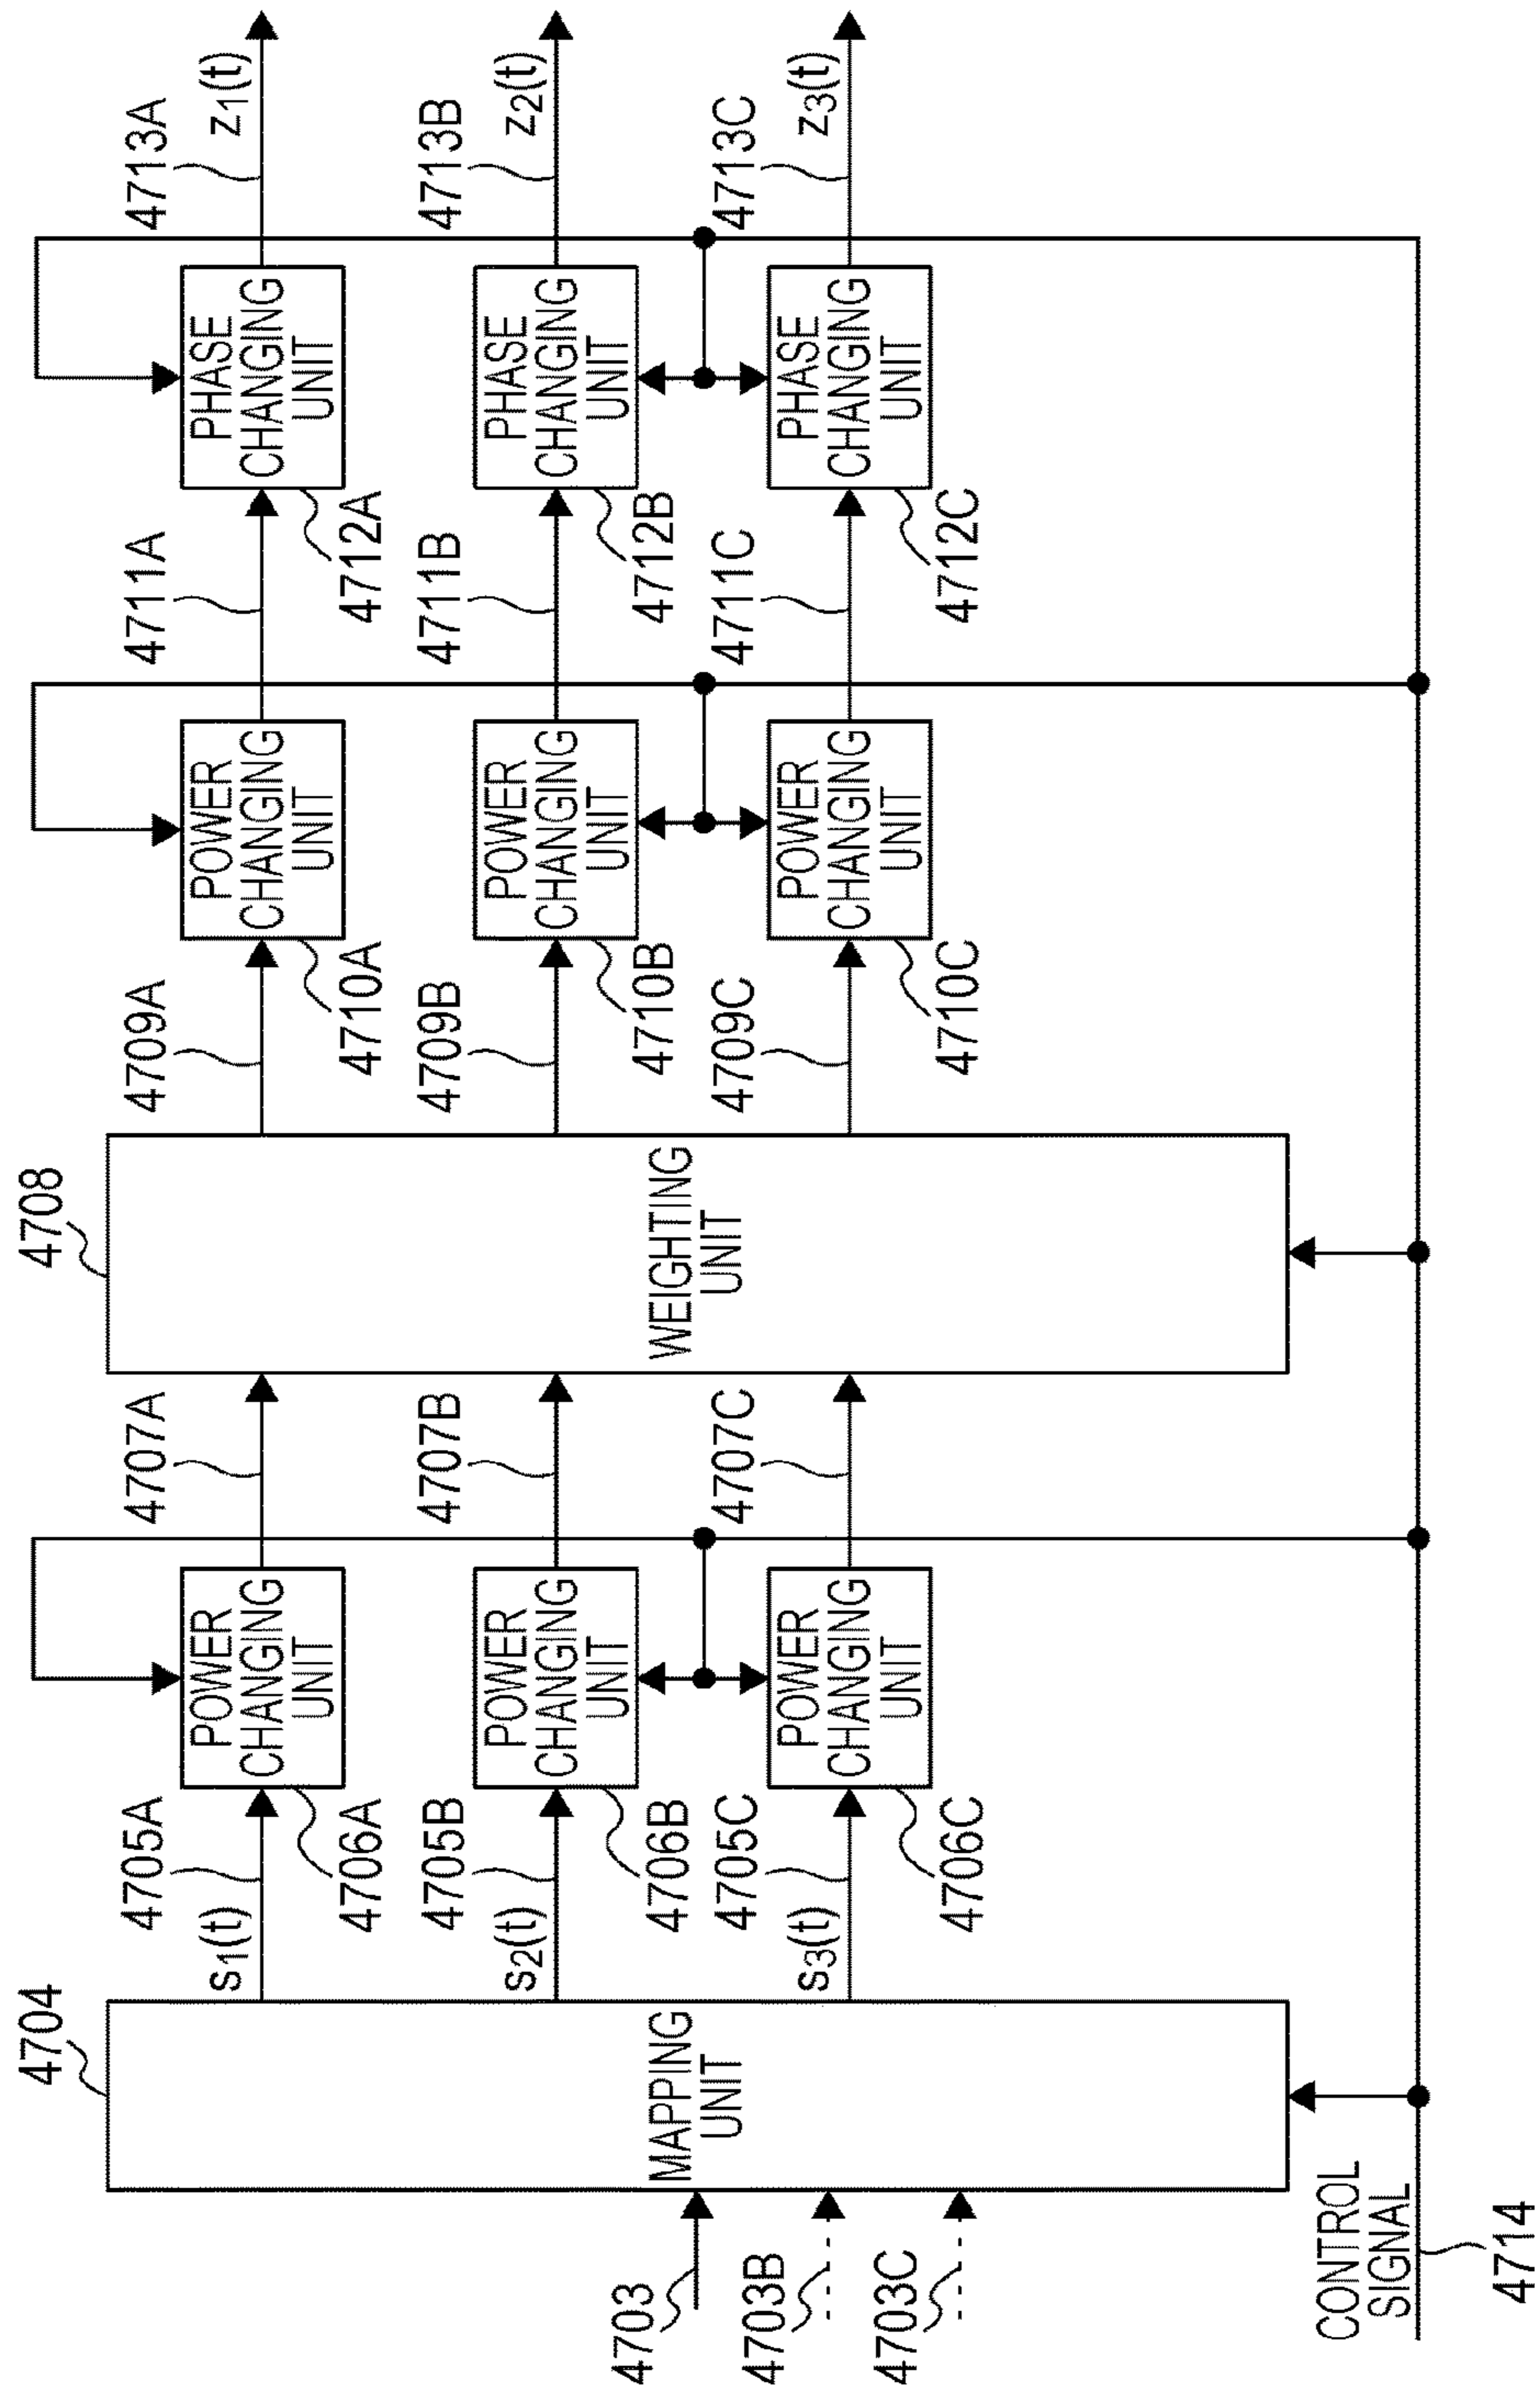 4703
4703B
4703C
CONTROL
SIGNAL
4714
4704
MAPPING
UNIT
s1(t)
4705A
s2(t)
4705B
s3(t)
4705C
POWER
CHANGING
UNIT
4706A
POWER
CHANGING
UNIT
4706B
POWER
CHANGING
UNIT
4706C
4707A
4707B
4707C
4708
WEIGHTING
UNIT
4709A
4709B
4709C
POWER
CHANGING
UNIT
4710A
POWER
CHANGING
UNIT
4710B
POWER
CHANGING
UNIT
4710C
4711A
4711B
4711C
PHASE
CHANGING
UNIT
4712A
PHASE
CHANGING
UNIT
4712B
PHASE
CHANGING
UNIT
4712C
4713A
z1(t)
4713B
z2(t)
4713C
z3(t)